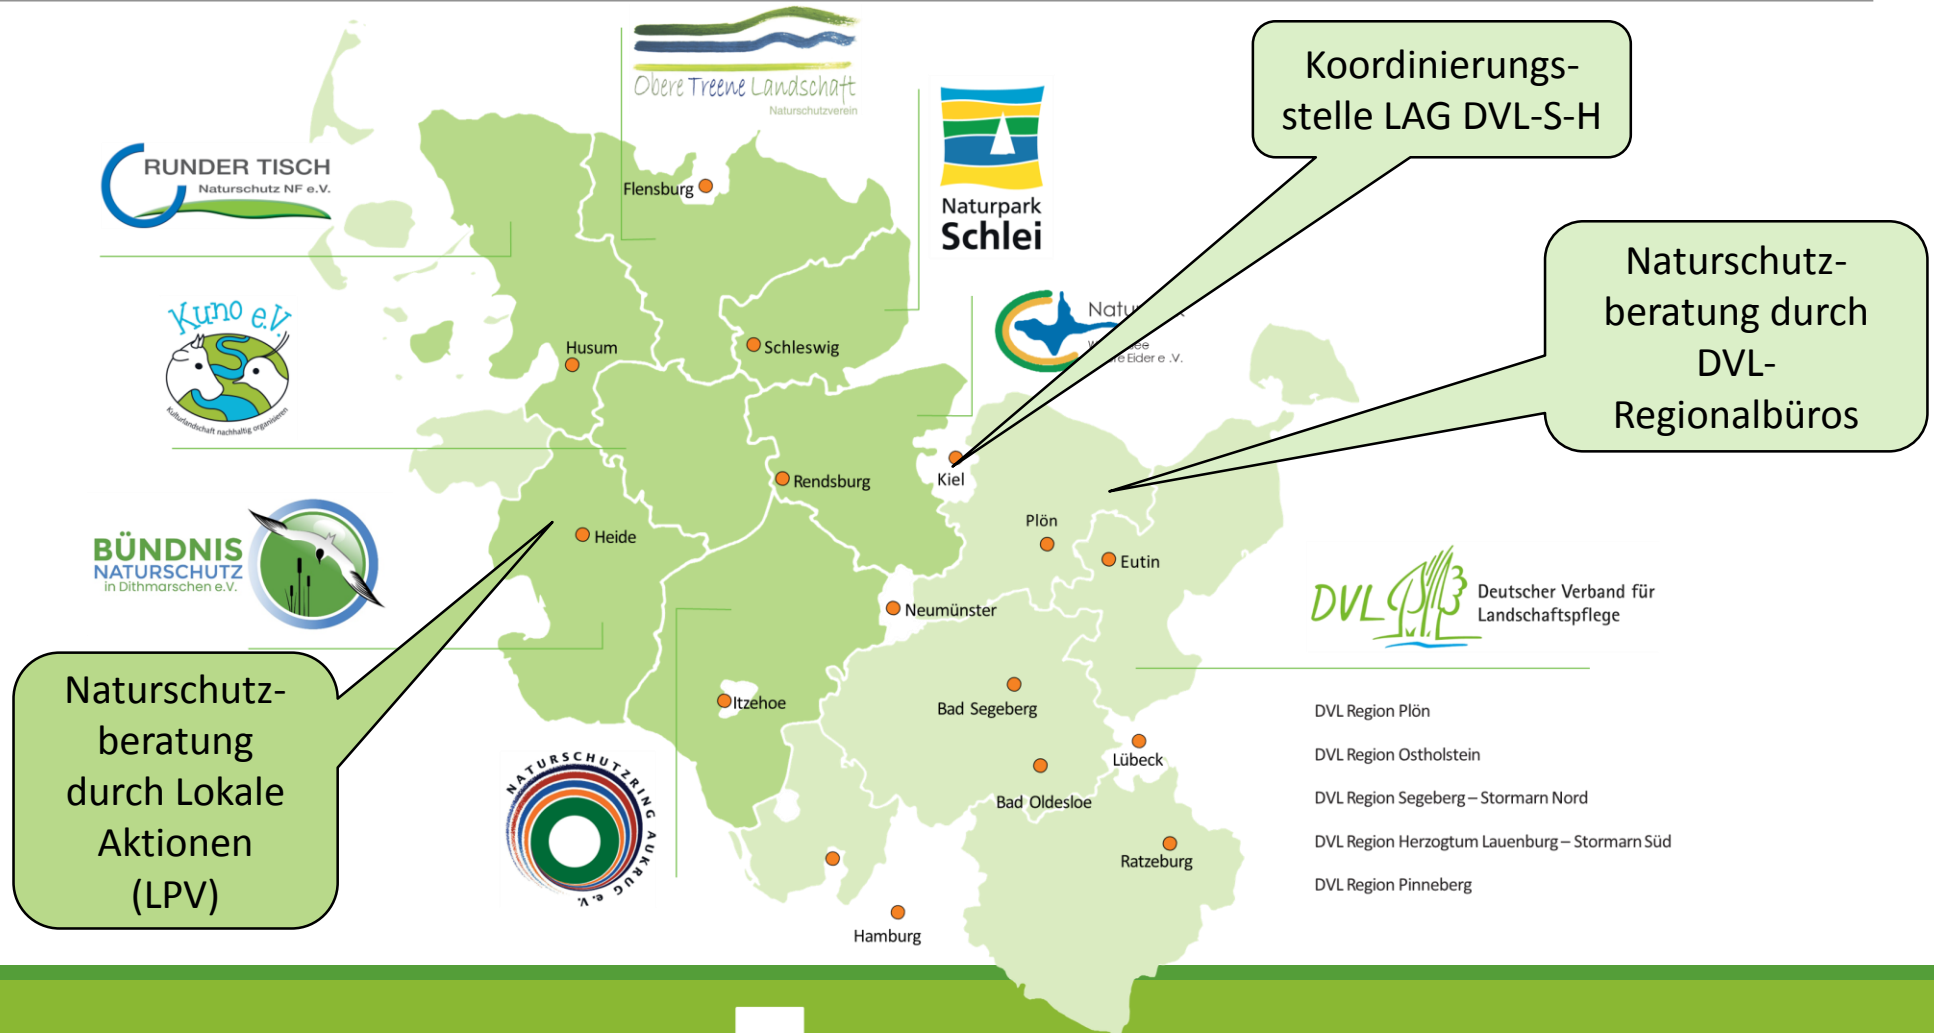 Obere Treene Landschaft
Naturschutzverein
Koordinierungs-
stelle LAG DVL-S-H
RUNDER TISCH
Naturschutz NF e.V.
Flensburg
Naturpark
Schlei
Naturschutz-
beratung durch
DVL-
Regionalbüros
Kuno e.V.
Kulturlandschaft nachhaltig organisieren
Husum
Schleswig
Eider e.V.
Rendsburg
Kiel
Plön
Heide
Eutin
BÜNDNIS
NATURSCHUTZ
in Dithmarschen e.V.
Neumünster
DVL
Deutscher Verband für
Landschaftspflege
Naturschutz-
beratung
durch Lokale
Aktionen
(LPV)
Itzehoe
Bad Segeberg
Lübeck
Bad Oldesloe
Ratzeburg
Hamburg
NATURSCHUTZRING AUKRUG e.V.
DVL Region Plön
DVL Region Ostholstein
DVL Region Segeberg – Stormarn Nord
DVL Region Herzogtum Lauenburg – Stormarn Süd
DVL Region Pinneberg